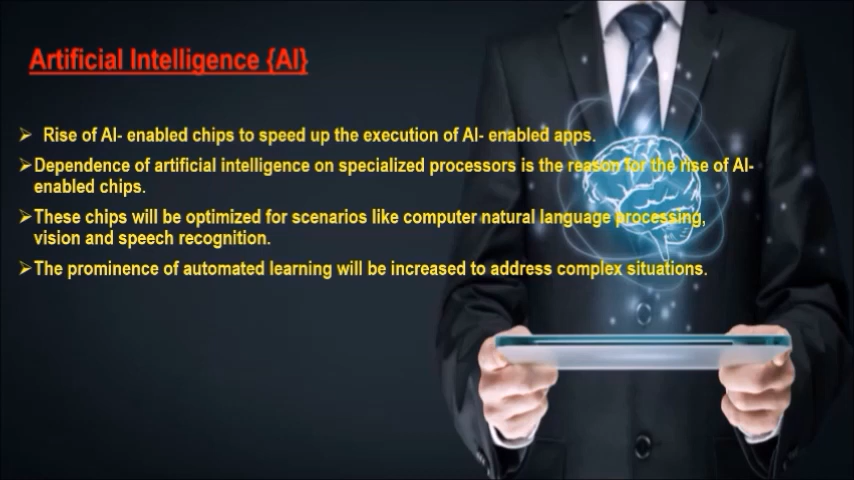 Artificial Intelligence {AI}
➢ Rise of AI- enabled chips to speed up the execution of AI- enabled apps.
➢Dependence of artificial intelligence on specialized processors is the reason for the rise of AI-
enabled chips.
➢These chips will be optimized for scenarios like computer natural language processing,
vision and speech recognition.
➢The prominence of automated learning will be increased to address complex situations.